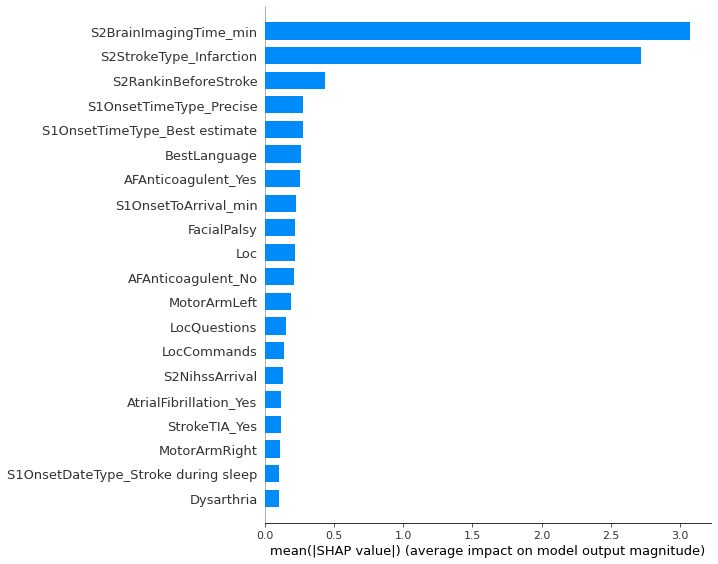 S2BrainImagingTime_min
S2StrokeType_Infarction
S2RankinBeforeStroke
S1OnsetTimeType_Precise
S1OnsetTimeType_Best estimate
BestLanguage
AFAnticoagulent_Yes
S1OnsetToArrival_min
FacialPalsy
Loc
AFAnticoagulent_No
MotorArmLeft
LocQuestions
LocCommands
S2NihssArrival
AtrialFibrillation_Yes
StrokeTIA_Yes
MotorArmRight
S1OnsetDateType_Stroke during sleep
Dysarthria
0.0 0.5 1.0 1.5 2.0 2.5 3.0
mean(|SHAP value|) (average impact on model output magnitude)